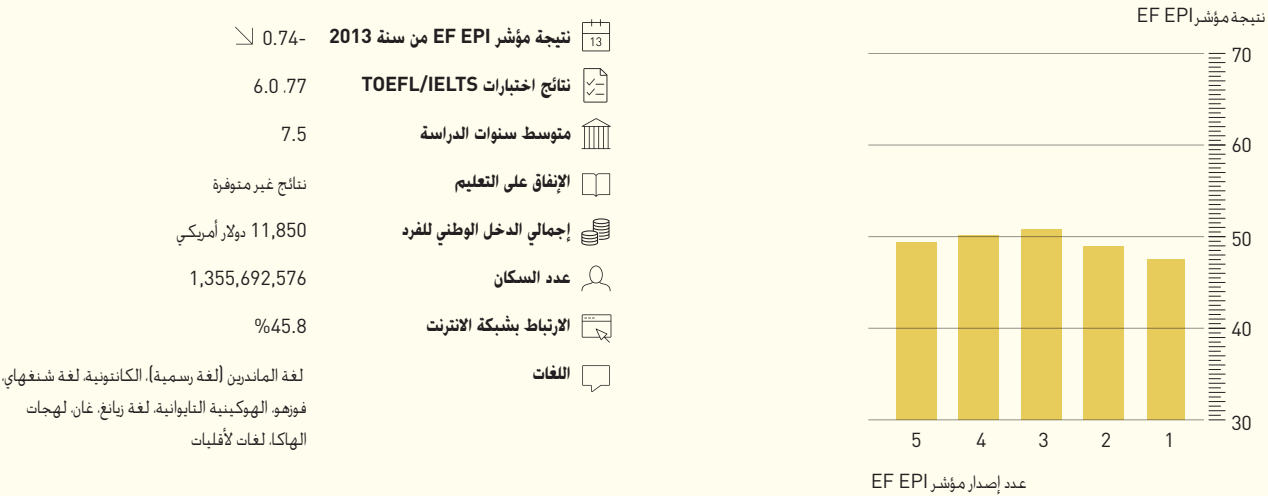 نتيجة مؤشر EF EPI
70
60
50
40
30
1 2 3 4 5
عدد إصدار مؤشر EF EPI
13
نتيجة مؤشر EF EPI من سنة 2013 -0.74
نتائج اختبارات TOEFL/IELTS 77، 6.0
متوسط سنوات الدراسة 7.5
الإنفاق على التعليم نتائج غير متوفرة
إجمالي الدخل الوطني للفرد 11,850 دولار أمريكي
عدد السكان 1,355,692,576
الارتباط بشبكة الانترنت %45.8
اللغات لغة الماندرين (لغة رسمية)، الكانتونية، لغة شنغهاي،
فوزهو، الهوكينية التايوانية، لغة زيانغ، غان، لهجات
الهاكا، لغات لأقليات